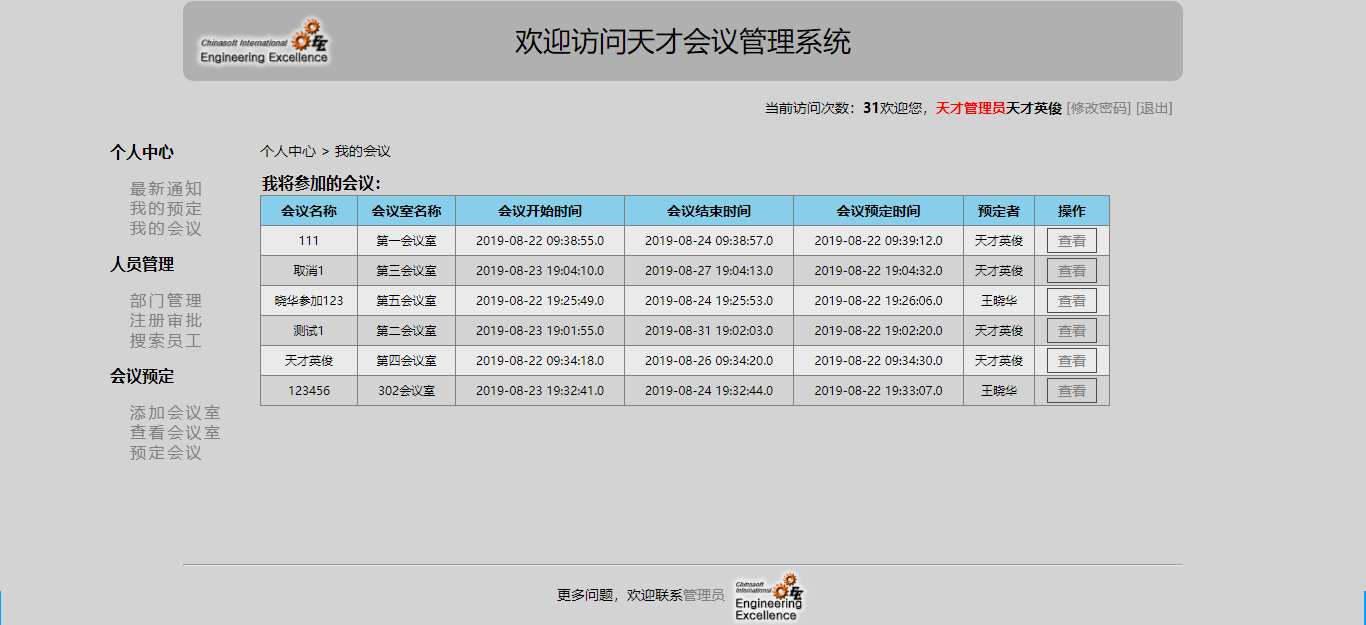 Chinasoft International
Engineering Excellence
欢迎访问天才会议管理系统
当前访问次数：31欢迎您，天才管理员天才英俊 [修改密码] [退出]
个人中心
最新通知
我的预定
我的会议
人员管理
部门管理
注册审批
搜索员工
会议预定
添加会议室
查看会议室
预定会议
个人中心 > 我的会议
我将参加的会议：
会议名称 会议室名称 会议开始时间 会议结束时间 会议预定时间 预定者 操作
111 第一会议室 2019-08-22 09:38:55.0 2019-08-24 09:38:57.0 2019-08-22 09:39:12.0 天才英俊 查看
取消1 第三会议室 2019-08-23 19:04:10.0 2019-08-27 19:04:13.0 2019-08-22 19:04:32.0 天才英俊 查看
晓华参加123 第五会议室 2019-08-22 19:25:49.0 2019-08-24 19:25:53.0 2019-08-22 19:26:06.0 王晓华 查看
测试1 第二会议室 2019-08-23 19:01:55.0 2019-08-31 19:02:03.0 2019-08-22 19:02:20.0 天才英俊 查看
天才英俊 第四会议室 2019-08-22 09:34:18.0 2019-08-26 09:34:20.0 2019-08-22 09:34:30.0 天才英俊 查看
123456 302会议室 2019-08-23 19:32:41.0 2019-08-24 19:32:44.0 2019-08-22 19:33:07.0 王晓华 查看
更多问题，欢迎联系管理员
Chinasoft
International
Engineering
Excellence